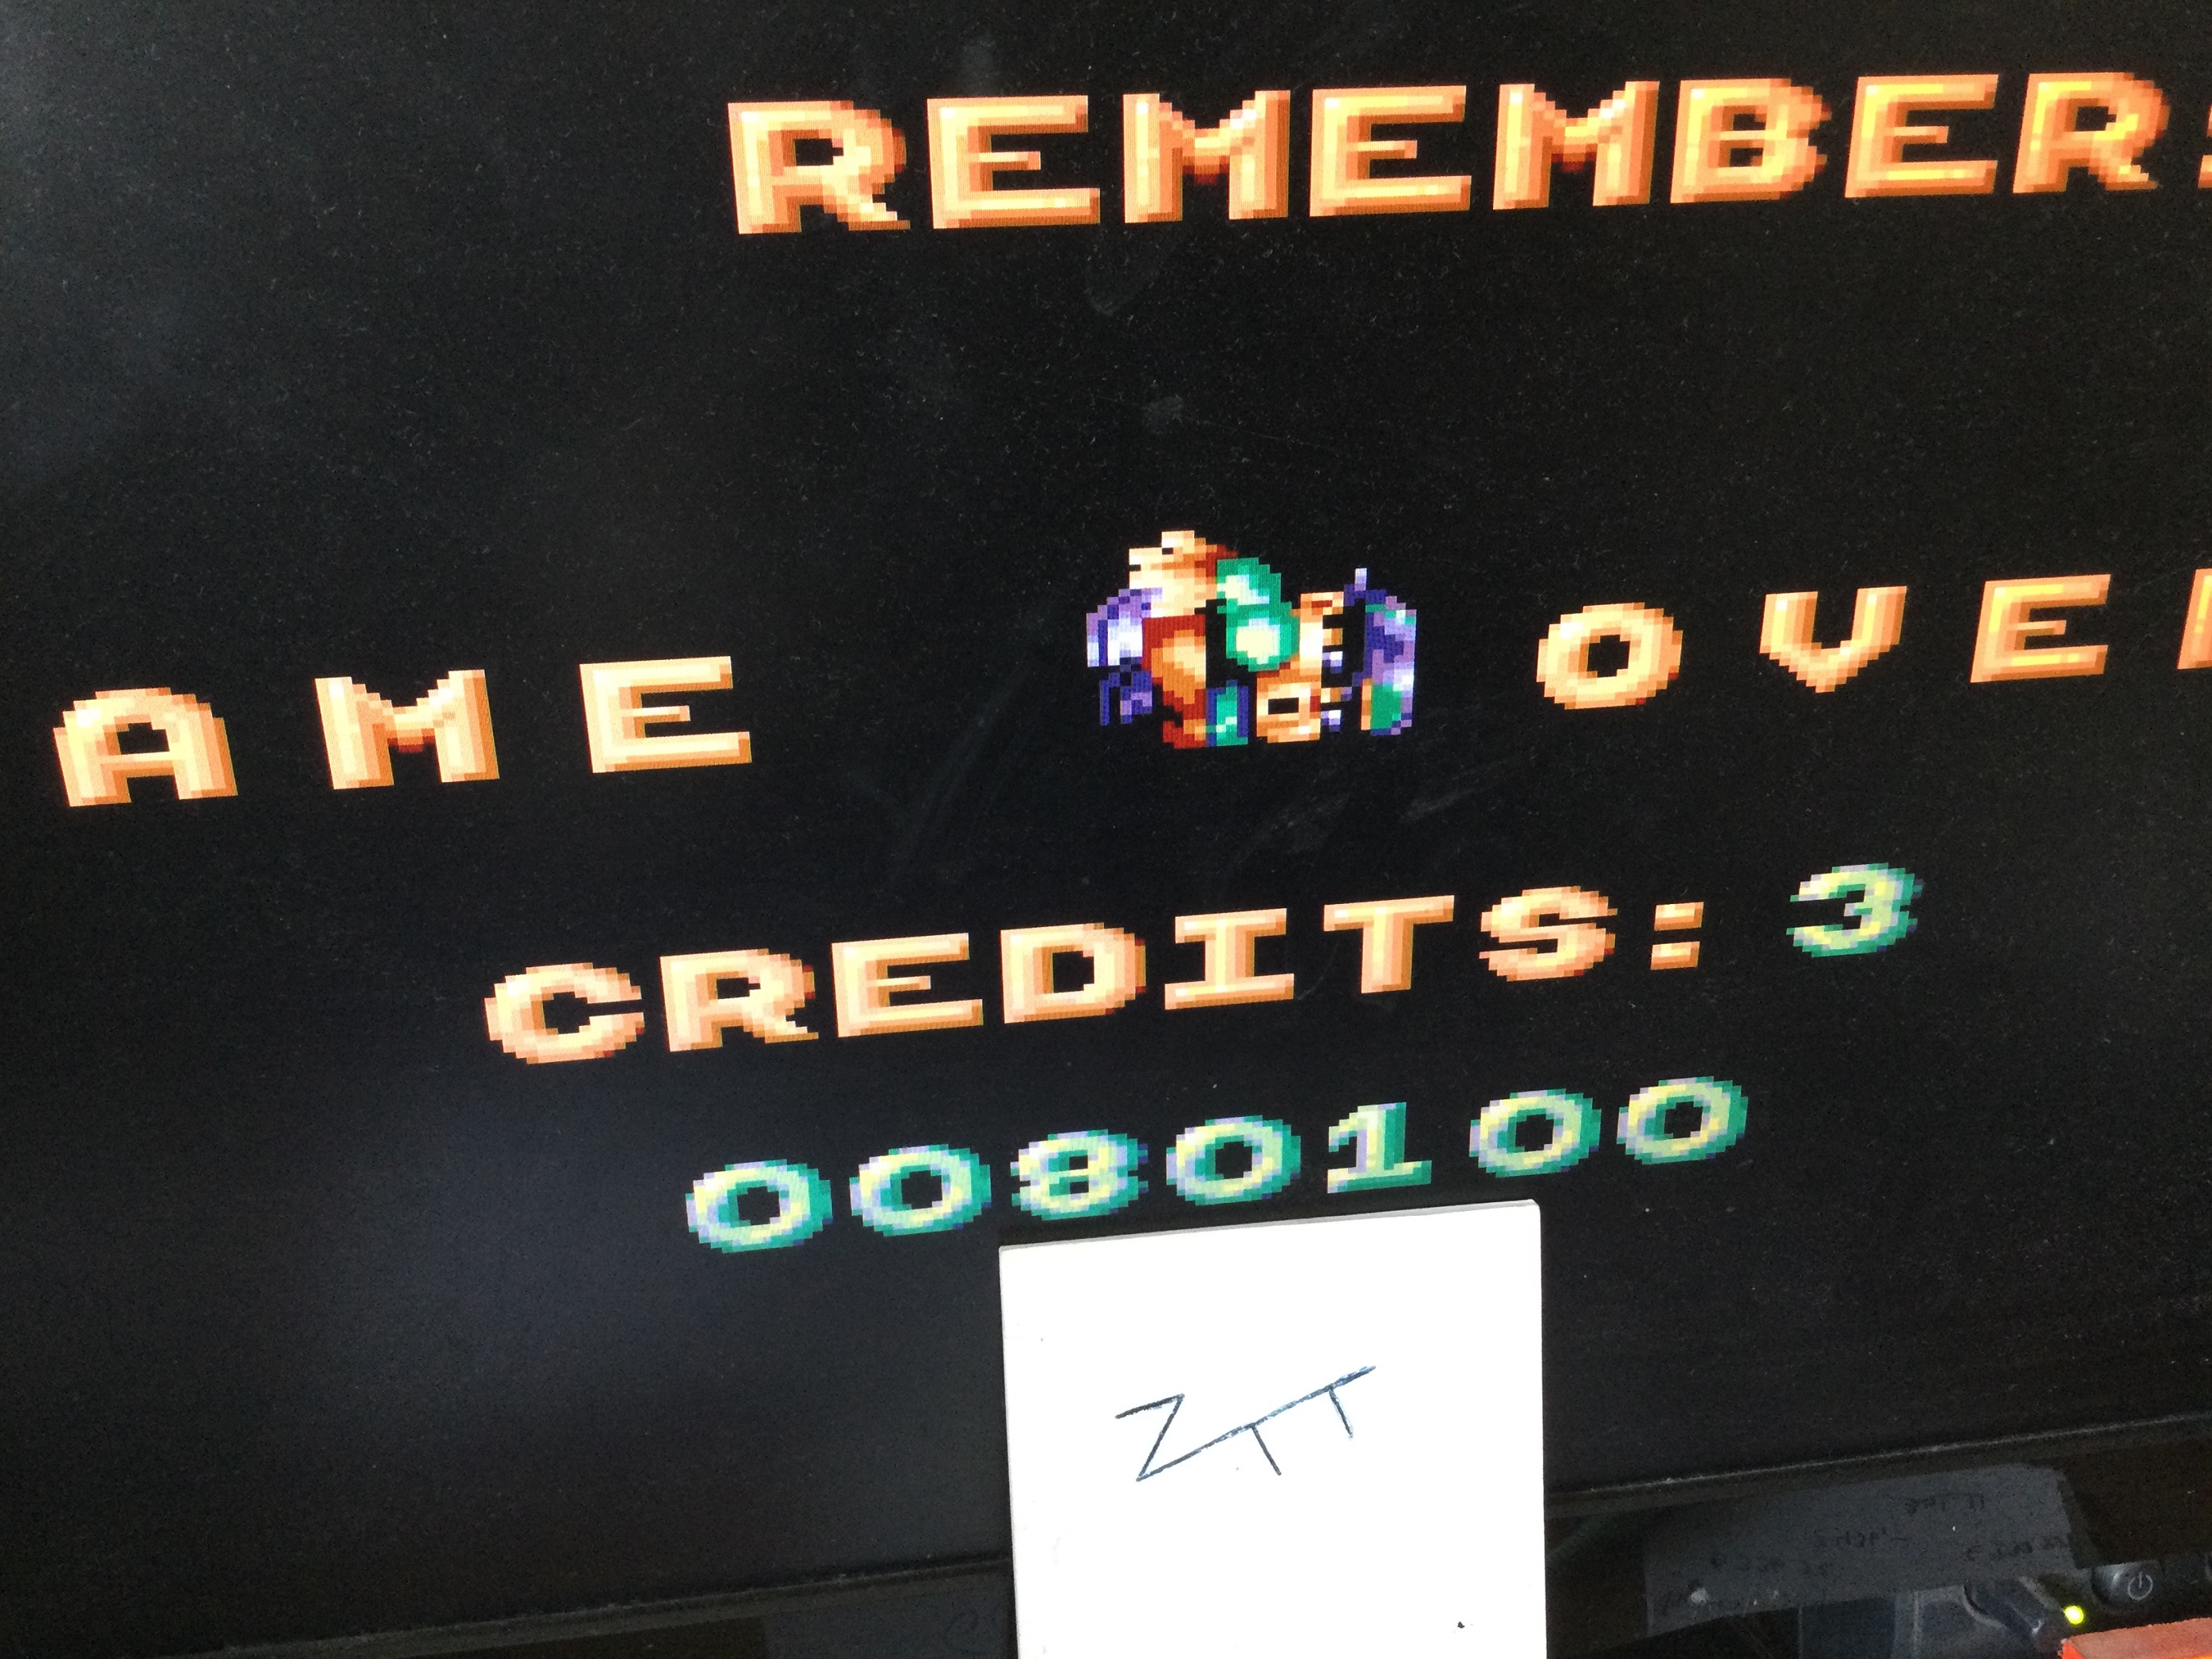 REMEMBER:
AME OVE
CREDITS: 3
0080100
ZTT